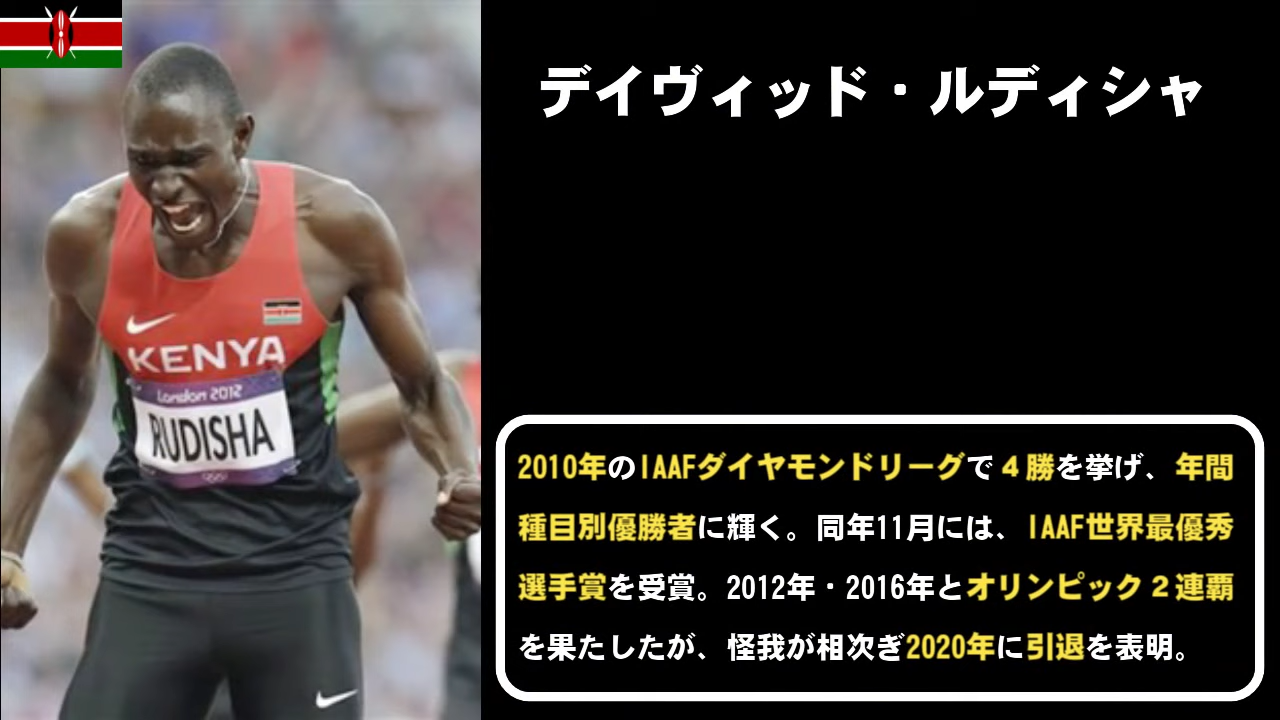 デイヴィッド・ルディシャ
KENYA
London 2012
RUDISHA
2010年のIAAFダイヤモンドリーグで４勝を挙げ、年間
種目別優勝者に輝く。同年11月には、IAAF世界最優秀
選手賞を受賞。2012年・2016年とオリンピック２連覇
を果たしたが、怪我が相次ぎ2020年に引退を表明。